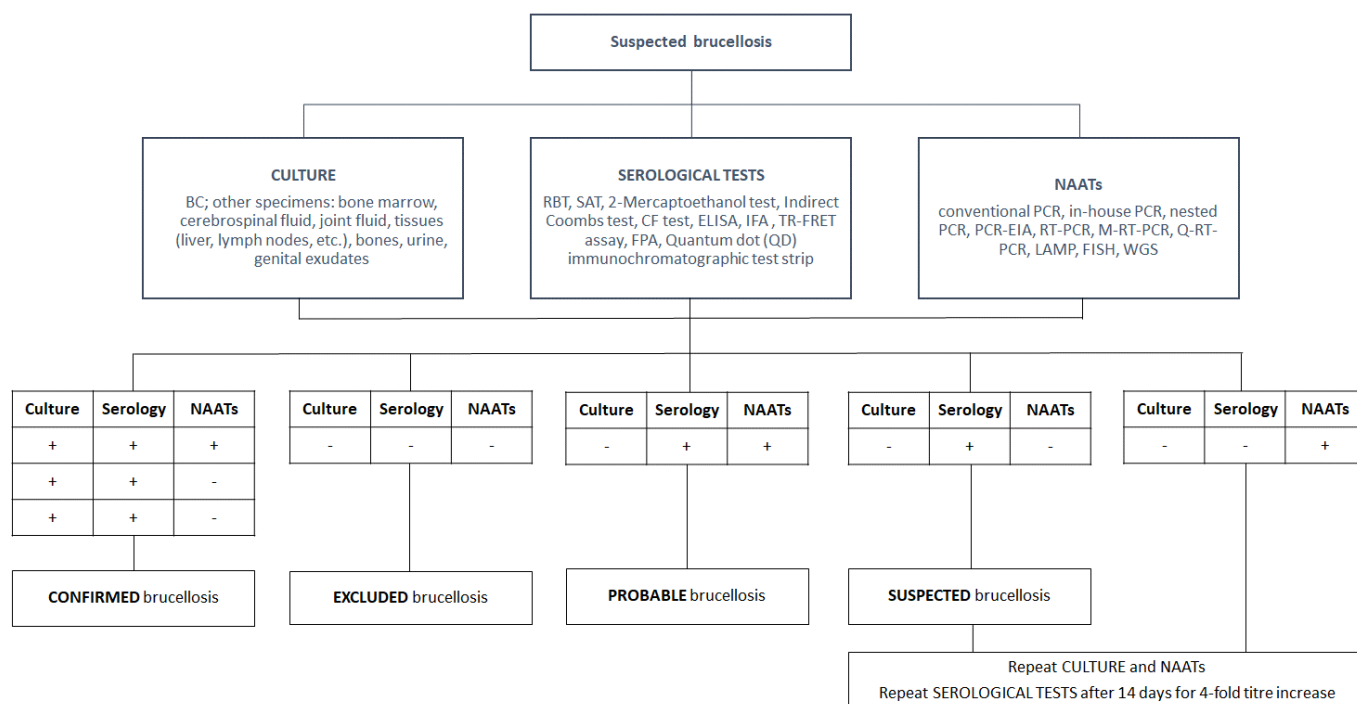 Suspected brucellosis
CULTURE
BC; other specimens: bone marrow,
cerebrospinal fluid, joint fluid, tissues
(liver, lymph nodes, etc.), bones, urine,
genital exudates
SEROLOGICAL TESTS
RBT, SAT, 2-Mercaptoethanol test, Indirect
Coombs test, CF test, ELISA, IFA , TR-FRET
assay, FPA, Quantum dot (QD)
immunochromatographic test strip
NAATs
conventional PCR, in-house PCR, nested
PCR, PCR-EIA, RT-PCR, M-RT-PCR, Q-RT-
PCR, LAMP, FISH, WGS
Culture Serology NAATs
+ + +
+ + -
+ + -
CONFIRMED brucellosis
Culture Serology NAATs
- - -
EXCLUDED brucellosis
Culture Serology NAATs
- + +
PROBABLE brucellosis
Culture Serology NAATs
- + -
SUSPECTED brucellosis
Culture Serology NAATs
- - +
Repeat CULTURE and NAATs
Repeat SEROLOGICAL TESTS after 14 days for 4-fold titre increase